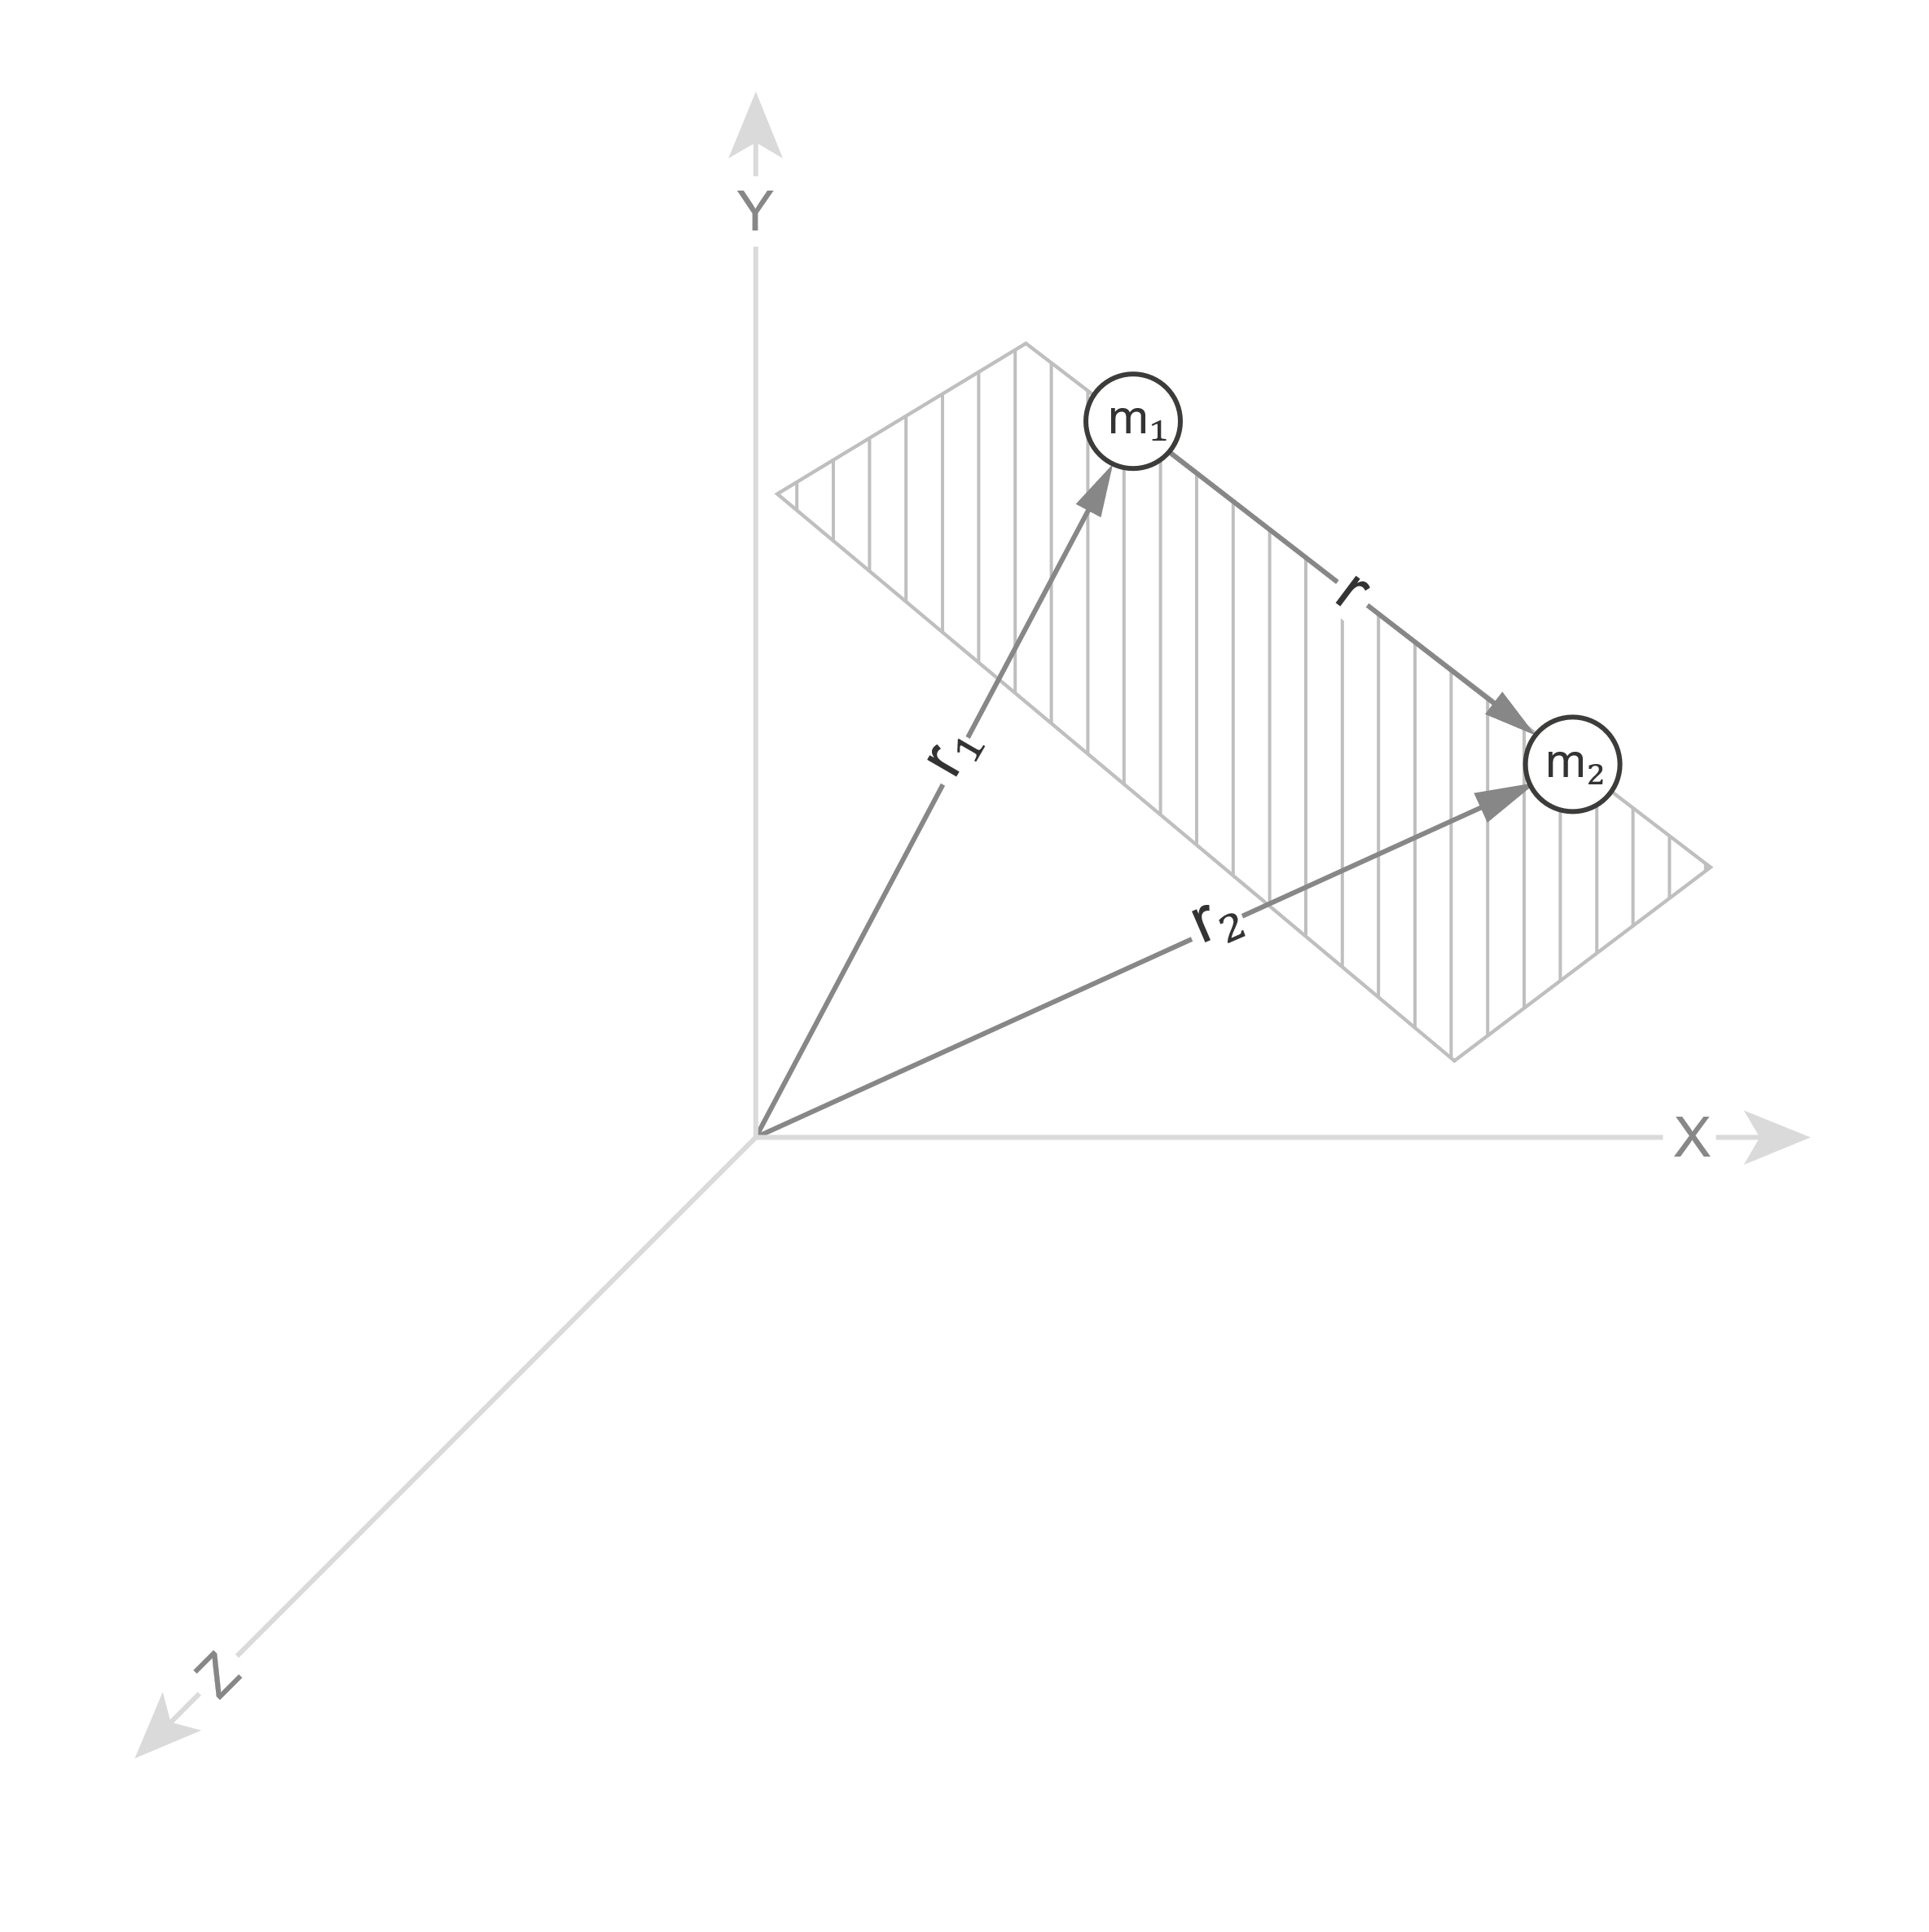 Y
m₁
r
r₁
m₂
r₂
X
Z